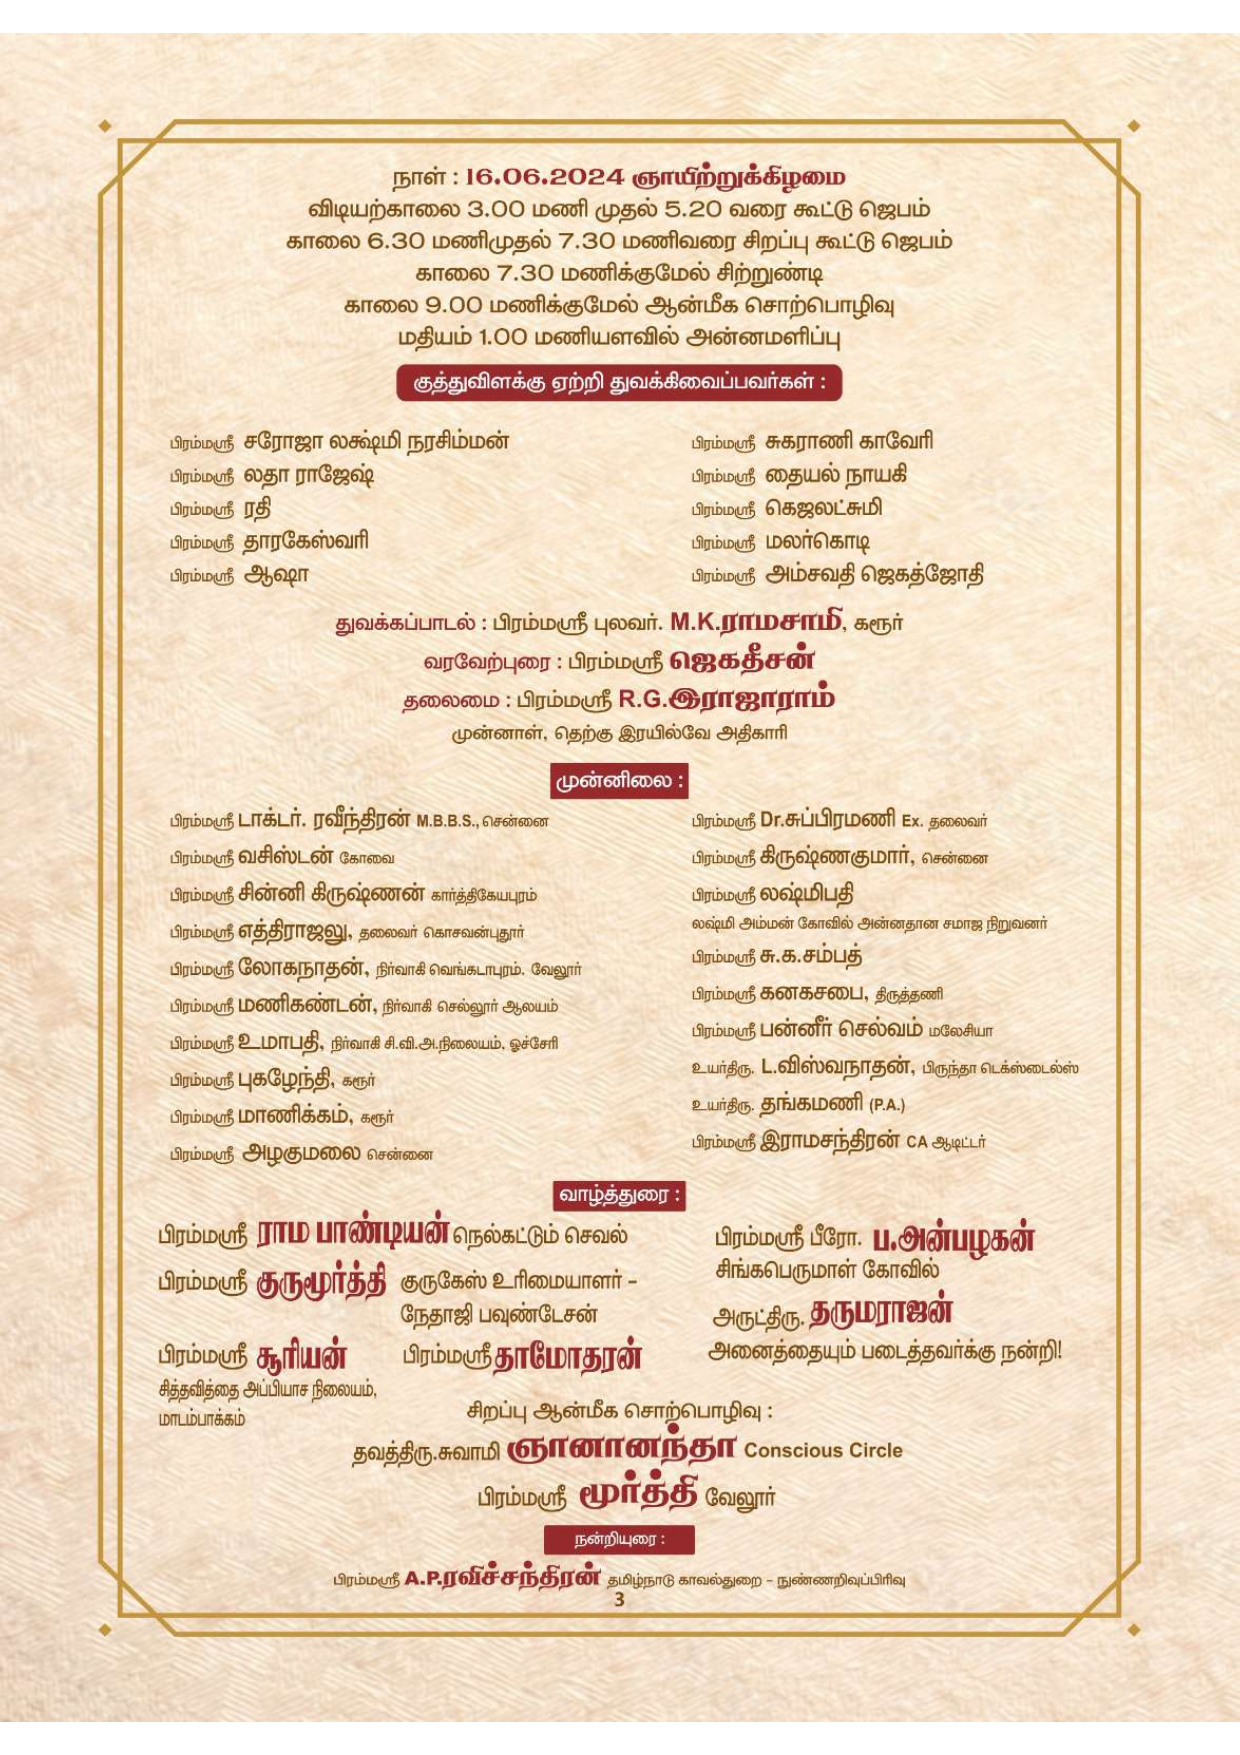 நாள் : 16.06.2024 ஞாயிற்றுக்கிழமை
விடியற்காலை 3.00 மணி முதல் 5.20 வரை கூட்டு ஜெபம்
காலை 6.30 மணிமுதல் 7.30 மணிவரை சிறப்பு கூட்டு ஜெபம்
காலை 7.30 மணிக்குமேல் சிற்றுண்டி
காலை 9.00 மணிக்குமேல் ஆன்மீக சொற்பொழிவு
மதியம் 1.00 மணியளவில் அன்னமளிப்பு
குத்துவிளக்கு ஏற்றி துவக்கிவைப்பவர்கள் :
பிரம்மஸ்ரீ சரோஜா லக்ஷ்மி நரசிம்மன்
பிரம்மஸ்ரீ லதா ராஜேஷ்
பிரம்மஸ்ரீ ரதி
பிரம்மஸ்ரீ தாரகேஸ்வரி
பிரம்மஸ்ரீ ஆஷா
பிரம்மஸ்ரீ சுகராணி காவேரி
பிரம்மஸ்ரீ தையல் நாயகி
பிரம்மஸ்ரீ கெஜலட்சுமி
பிரம்மஸ்ரீ மலர்கொடி
பிரம்மஸ்ரீ அம்சவதி ஜெகத்ஜோதி
துவக்கப்பாடல் : பிரம்மஸ்ரீ புலவர். M.K.ராமசாமி, கரூர்
வரவேற்புரை : பிரம்மஸ்ரீ ஜெகதீசன்
தலைமை : பிரம்மஸ்ரீ R.G.இராஜாராம்
முன்னாள், தெற்கு இரயில்வே அதிகாரி
முன்னிலை :
பிரம்மஸ்ரீ டாக்டர். ரவீந்திரன் M.B.B.S., சென்னை
பிரம்மஸ்ரீ வசிஸ்டன் கோவை
பிரம்மஸ்ரீ சின்னி கிருஷ்ணன் கார்த்திகேயபுரம்
பிரம்மஸ்ரீ எத்திராஜலு, தலைவர் கொசவன்புதூர்
பிரம்மஸ்ரீ லோகநாதன், நிர்வாகி வெங்கடாபுரம். வேலூர்
பிரம்மஸ்ரீ மணிகண்டன், நிர்வாகி செல்லூர் ஆலயம்
பிரம்மஸ்ரீ உமாபதி, நிர்வாகி சி.வி.அ.நிலையம், ஓச்சேரி
பிரம்மஸ்ரீ புகழேந்தி, கரூர்
பிரம்மஸ்ரீ மாணிக்கம், கரூர்
பிரம்மஸ்ரீ அழகுமலை சென்னை
பிரம்மஸ்ரீ Dr.சுப்பிரமணி Ex. தலைவர்
பிரம்மஸ்ரீ கிருஷ்ணகுமார், சென்னை
பிரம்மஸ்ரீ லஷ்மிபதி
லஷ்மி அம்மன் கோவில் அன்னதான சமாஜ நிறுவனர்
பிரம்மஸ்ரீ சு.க.சம்பத்
பிரம்மஸ்ரீ கனகசபை, திருத்தணி
பிரம்மஸ்ரீ பன்னீர் செல்வம் மலேசியா
உயர்திரு. L.விஸ்வநாதன், பிருந்தா டெக்ஸ்டைல்ஸ்
உயர்திரு. தங்கமணி (P.A.)
பிரம்மஸ்ரீ இராமசந்திரன் CA ஆடிட்டர்
வாழ்த்துரை :
பிரம்மஸ்ரீ ராம பாண்டியன் நெல்கட்டும் செவல்
பிரம்மஸ்ரீ குருமூர்த்தி குருகேஸ் உரிமையாளர் -
நேதாஜி பவுண்டேசன்
பிரம்மஸ்ரீ சூரியன் பிரம்மஸ்ரீ தாமோதரன்
சித்தவித்தை அப்பியாச நிலையம்,
மாடம்பாக்கம்
பிரம்மஸ்ரீ பீரோ. ப.அன்பழகன்
சிங்கபெருமாள் கோவில்
அருட்திரு. தருமராஜன்
அனைத்தையும் படைத்தவர்க்கு நன்றி!
சிறப்பு ஆன்மீக சொற்பொழிவு :
தவத்திரு.சுவாமி ஞானானந்தா Conscious Circle
பிரம்மஸ்ரீ மூர்த்தி வேலூர்
நன்றியுரை :
பிரம்மஸ்ரீ A.P.ரவிச்சந்திரன் தமிழ்நாடு காவல்துறை - நுண்ணறிவுப்பிரிவு
3